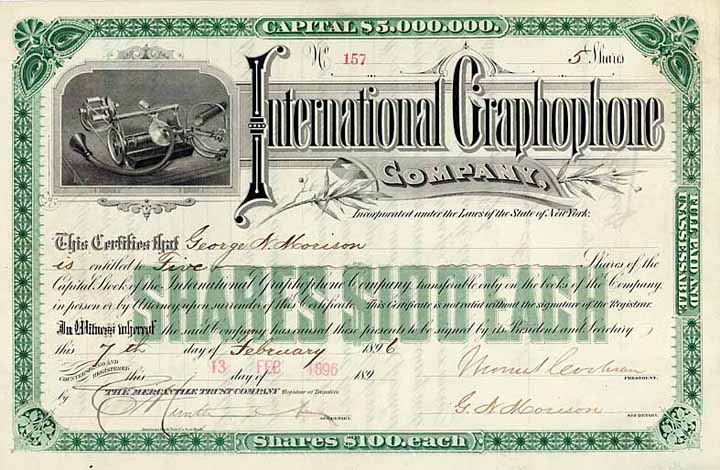 CAPITAL $5,000,000.
No 157 5 Shares
International Graphophone
COMPANY,
Incorporated under the Laws of the State of New York.
FULL PAID AND
UNASSESSABLE
This Certifies that George S. Morison
is entitled to Five Shares of the
Capital Stock of the International Graphophone Company, transferable only on the books of the Company,
in person or by Attorney upon surrender of this Certificate. This Certificate is not valid without the signature of the Registrar.
SHARES $100 EACH
In Witness whereof the said Company has caused these presents to be signed by its President and Secretary
this 7th day of February 1896
COUNTERSIGNED AND REGISTERED
this 13 FEB 1896 day of 189
PRESIDENT.
by THE MERCANTILE TRUST COMPANY Registrar of Transfers
G. S. Morison
SECRETARY.
SECRETARY.
Shares $100. each